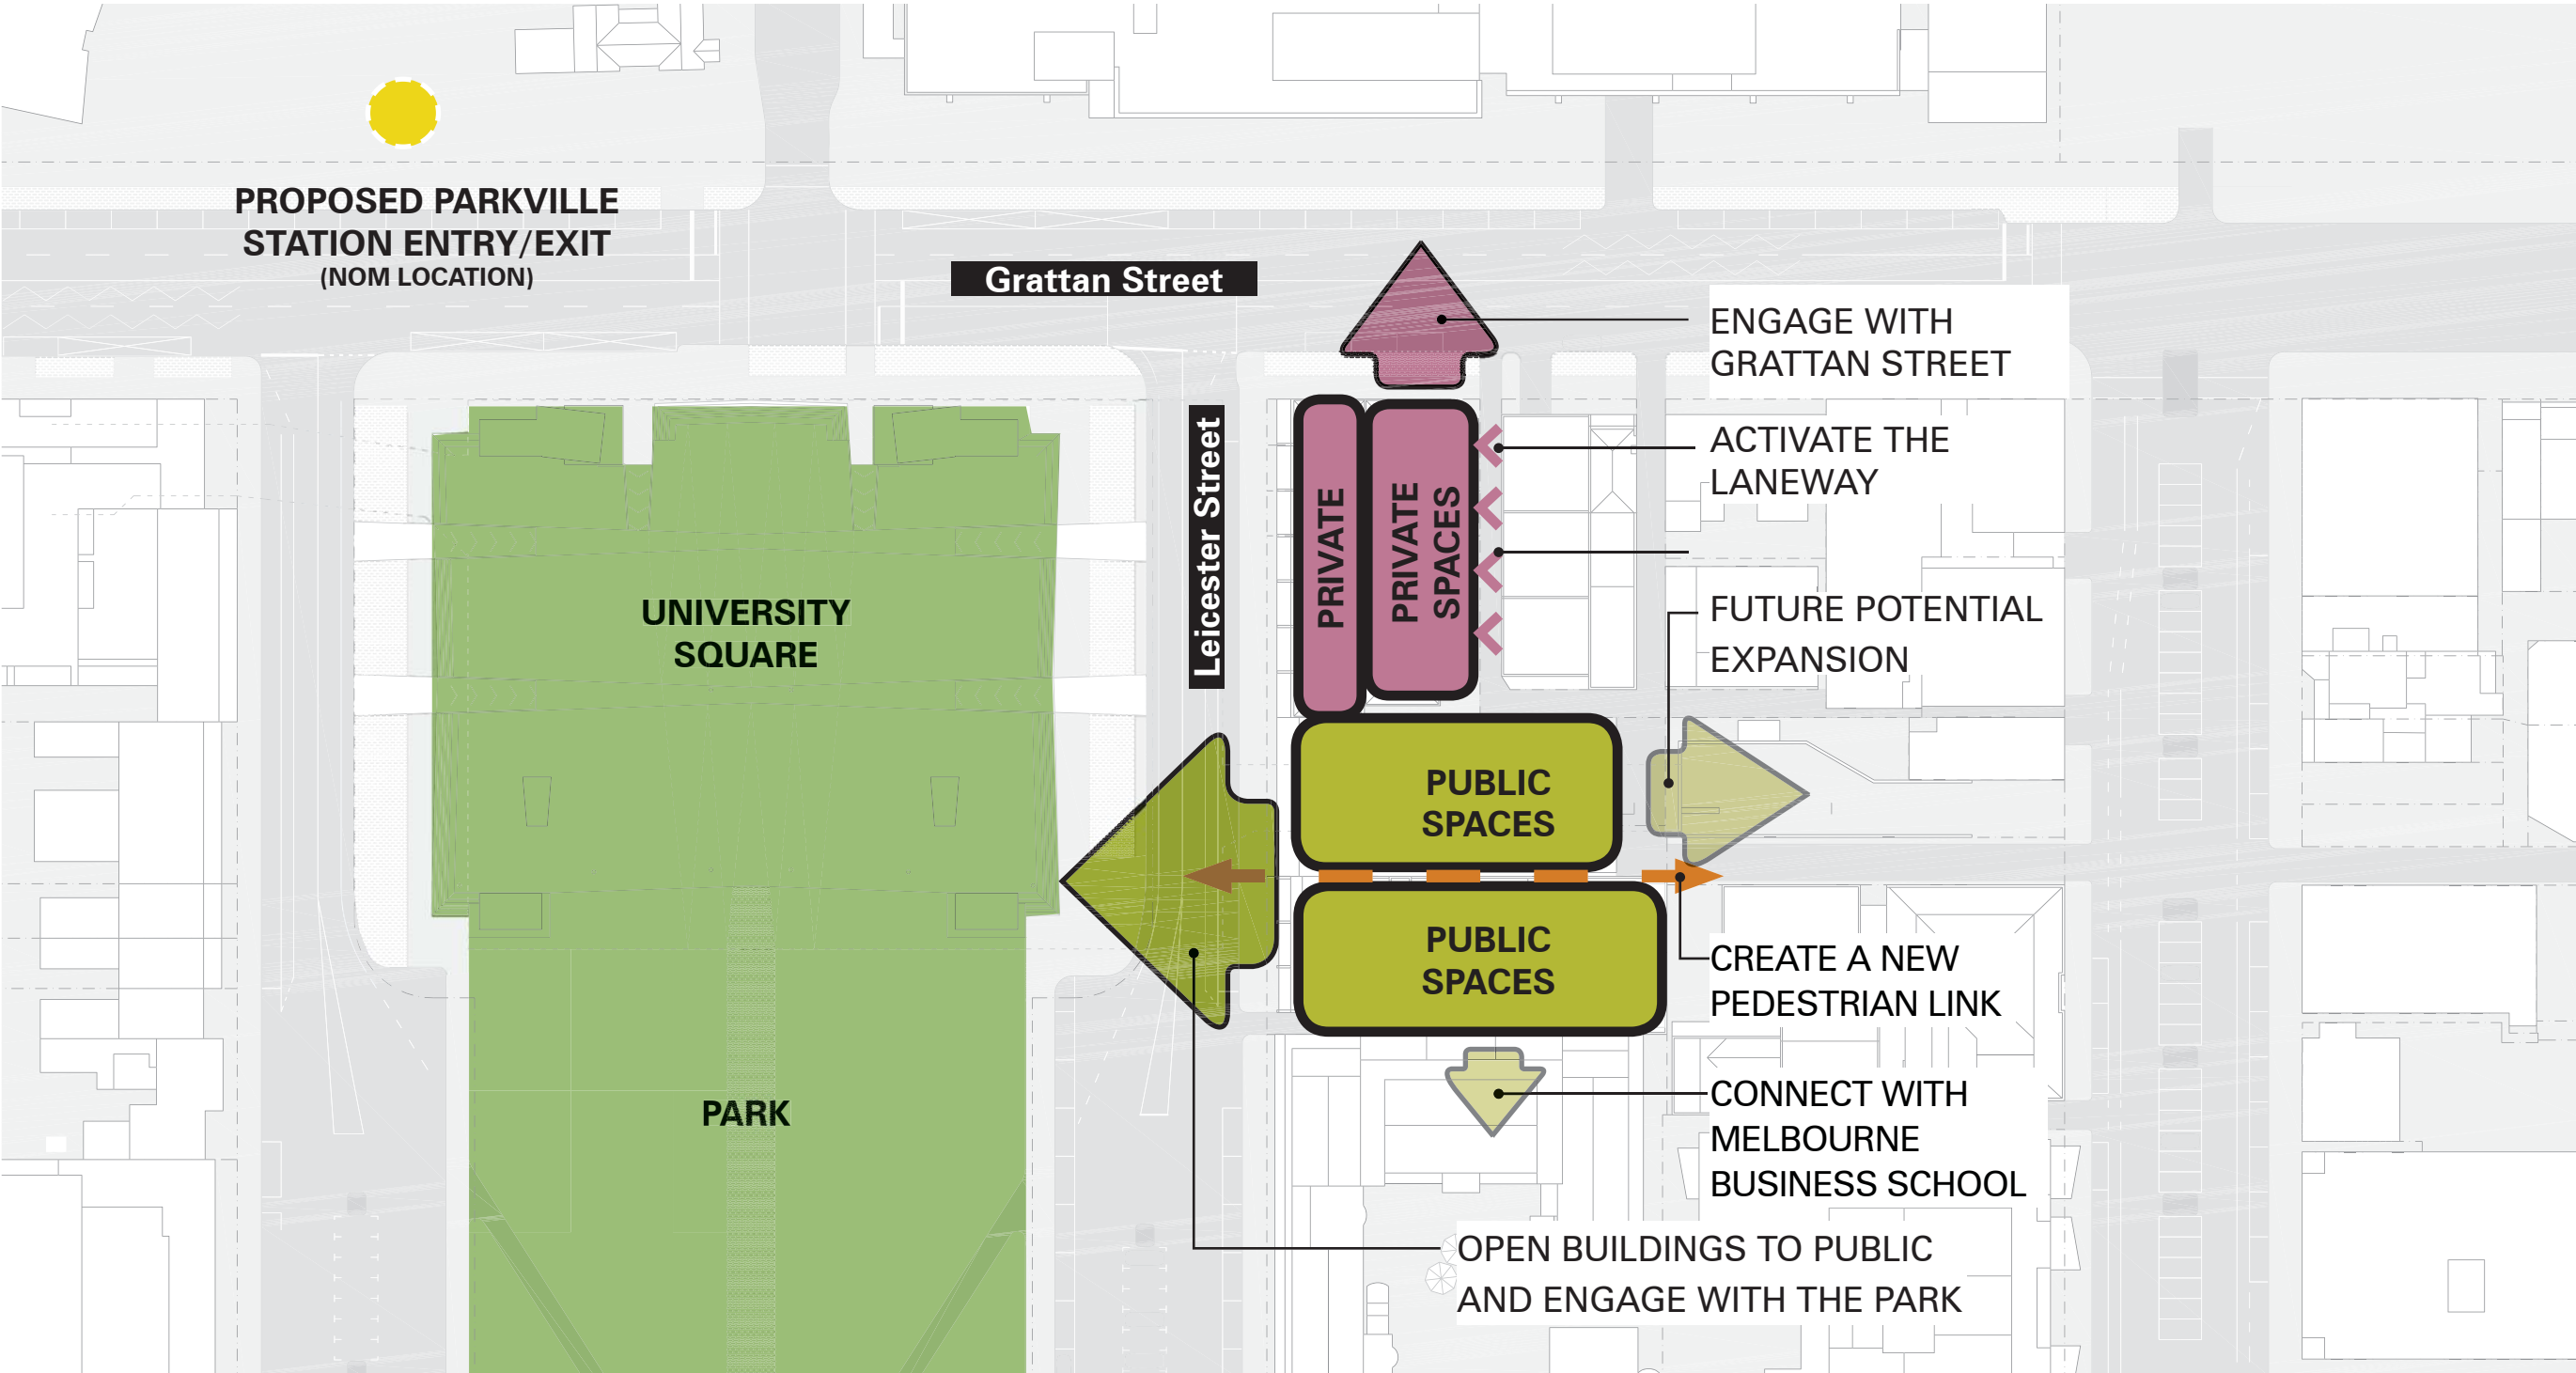 PROPOSED PARKVILLE
STATION ENTRY/EXIT
(NOM LOCATION)
Grattan Street
ENGAGE WITH
GRATTAN STREET
ACTIVATE THE
LANEWAY
Leicester Street
PRIVATE
PRIVATE
SPACES
UNIVERSITY
SQUARE
FUTURE POTENTIAL
EXPANSION
PUBLIC
SPACES
PUBLIC
SPACES
CREATE A NEW
PEDESTRIAN LINK
PARK
CONNECT WITH
MELBOURNE
BUSINESS SCHOOL
OPEN BUILDINGS TO PUBLIC
AND ENGAGE WITH THE PARK